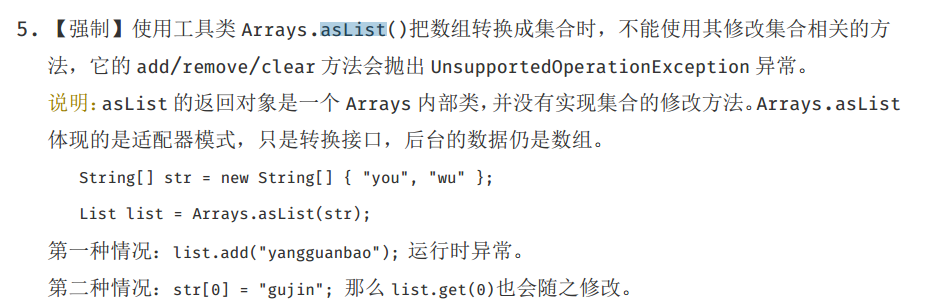 5. 【强制】使用工具类 Arrays.asList()把数组转换成集合时，不能使用其修改集合相关的方
法，它的 add/remove/clear 方法会抛出 UnsupportedOperationException 异常。
说明：asList 的返回对象是一个 Arrays 内部类，并没有实现集合的修改方法。Arrays.asList
体现的是适配器模式，只是转换接口，后台的数据仍是数组。
String[] str = new String[] { "you", "wu" };
List list = Arrays.asList(str);
第一种情况：list.add("yangguanbao"); 运行时异常。
第二种情况：str[0] = "gujin"; 那么 list.get(0)也会随之修改。